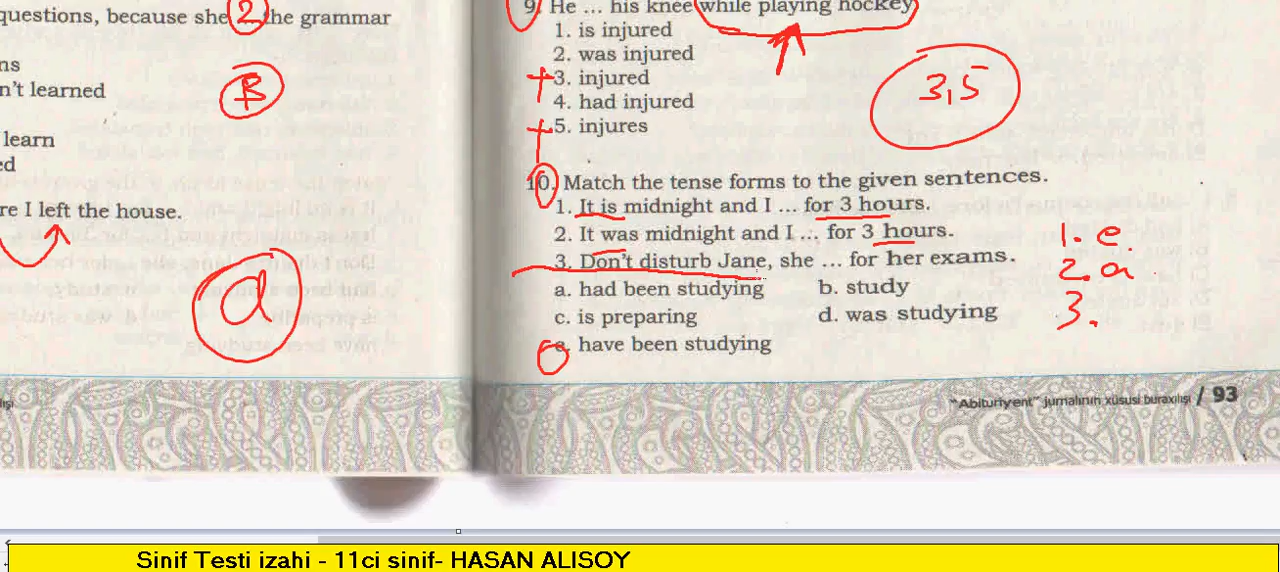 questions, because she 2 the grammar
ns
n't learned
B
learn
ed
re I left the house.
d
9. He ... his knee while playing hockey
1. is injured
2. was injured
+3. injured
4. had injured
+5. injures
3,5
10. Match the tense forms to the given sentences.
1. It is midnight and I ... for 3 hours.
2. It was midnight and I ... for 3 hours.
3. Don't disturb Jane, she ... for her exams.
a. had been studying b. study
c. is preparing d. was studying
e. have been studying
1. e.
2. a
3.
"Abituriyent" jurnalının xüsusi buraxılışı / 93
Sinif Testi izahi - 11ci sinif- HASAN ALISOY